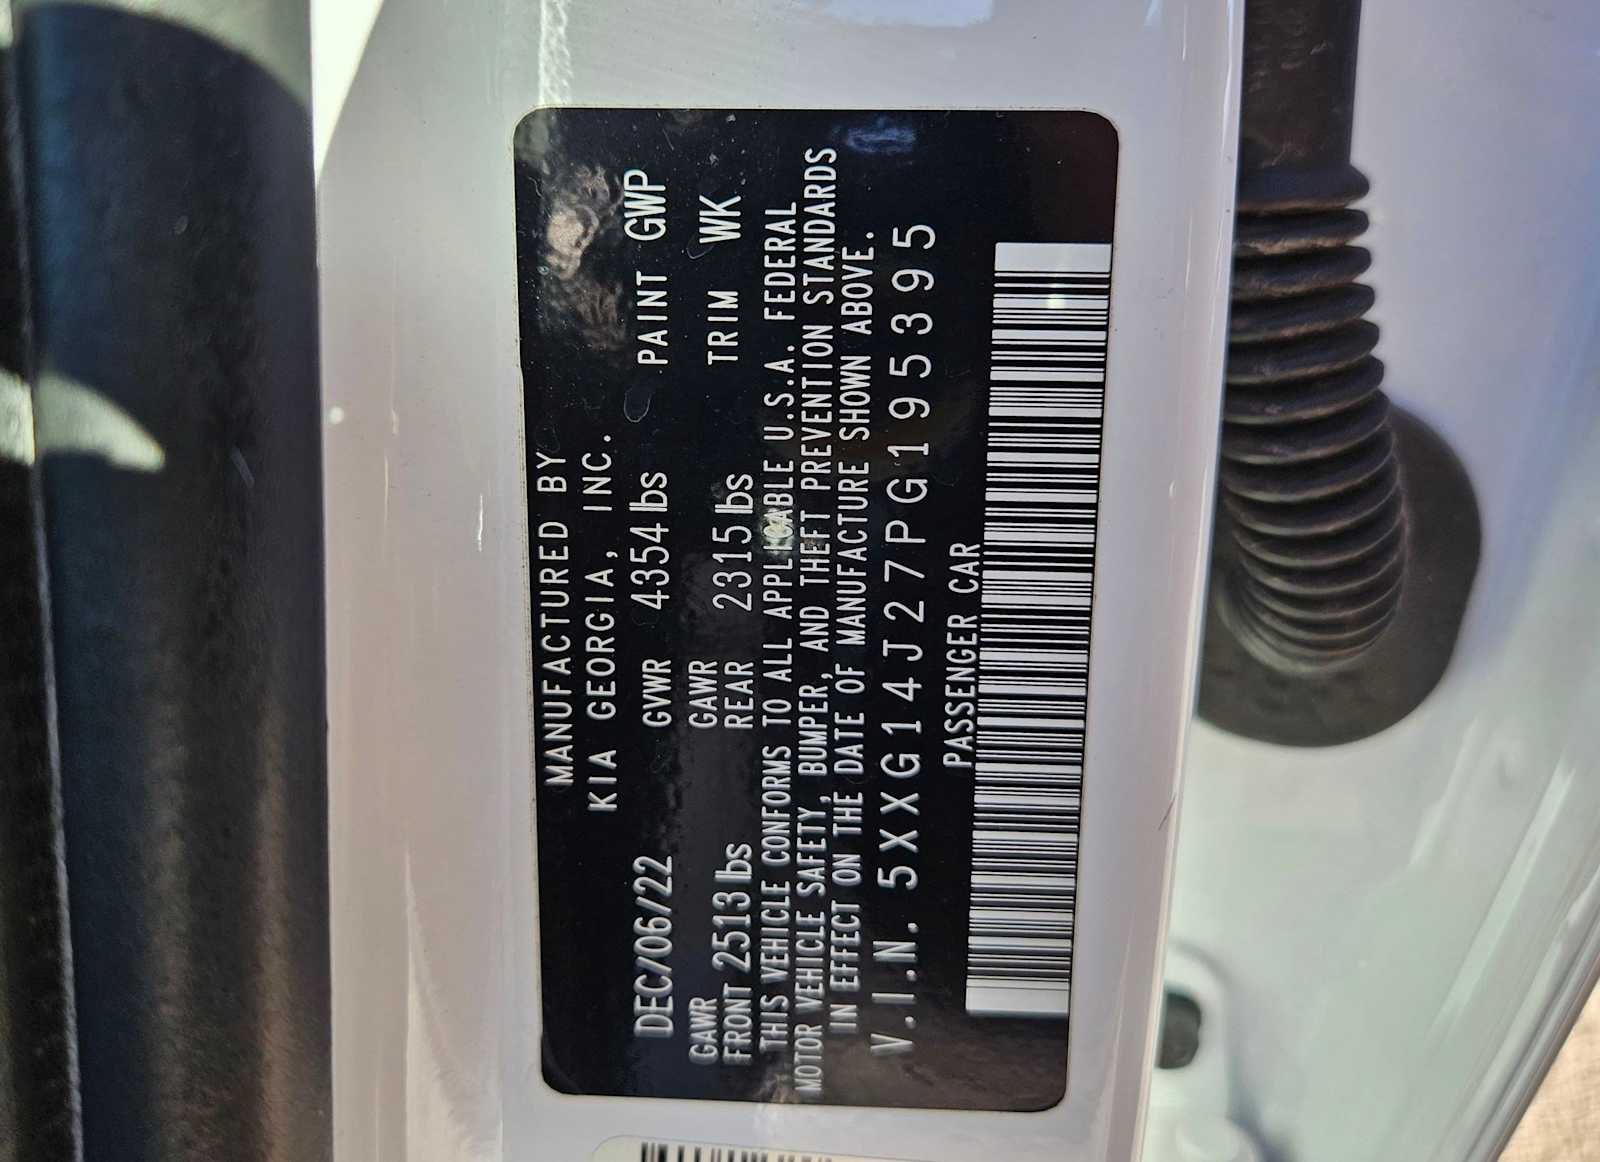 MANUFACTURED BY
KIA GEORGIA, INC.
DEC/06/22 GVWR 4354 lbs PAINT GWP
GAWR GAWR
FRONT 2513 lbs REAR 2315 lbs TRIM WK
THIS VEHICLE CONFORMS TO ALL APPLICABLE U.S.A. FEDERAL
MOTOR VEHICLE SAFETY, BUMPER, AND THEFT PREVENTION STANDARDS
IN EFFECT ON THE DATE OF MANUFACTURE SHOWN ABOVE.
V.I.N. 5XXG14J27PG195395
PASSENGER CAR